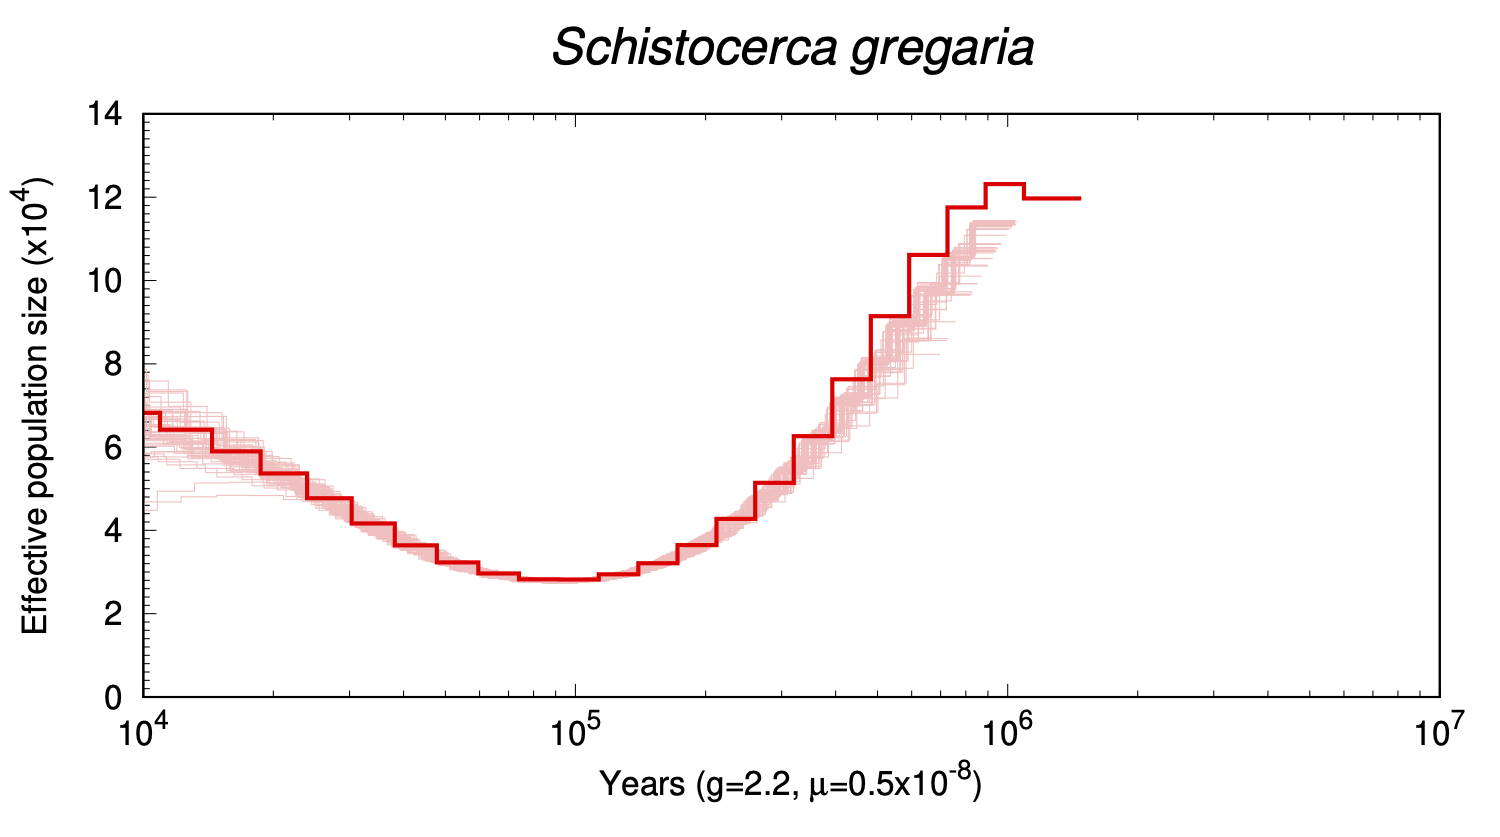 Schistocerca gregaria
Effective population size (x10⁴)
14
12
10
8
6
4
2
0
10⁴ 10⁵ 10⁶ 10⁷
Years (g=2.2, μ=0.5x10⁻⁸)